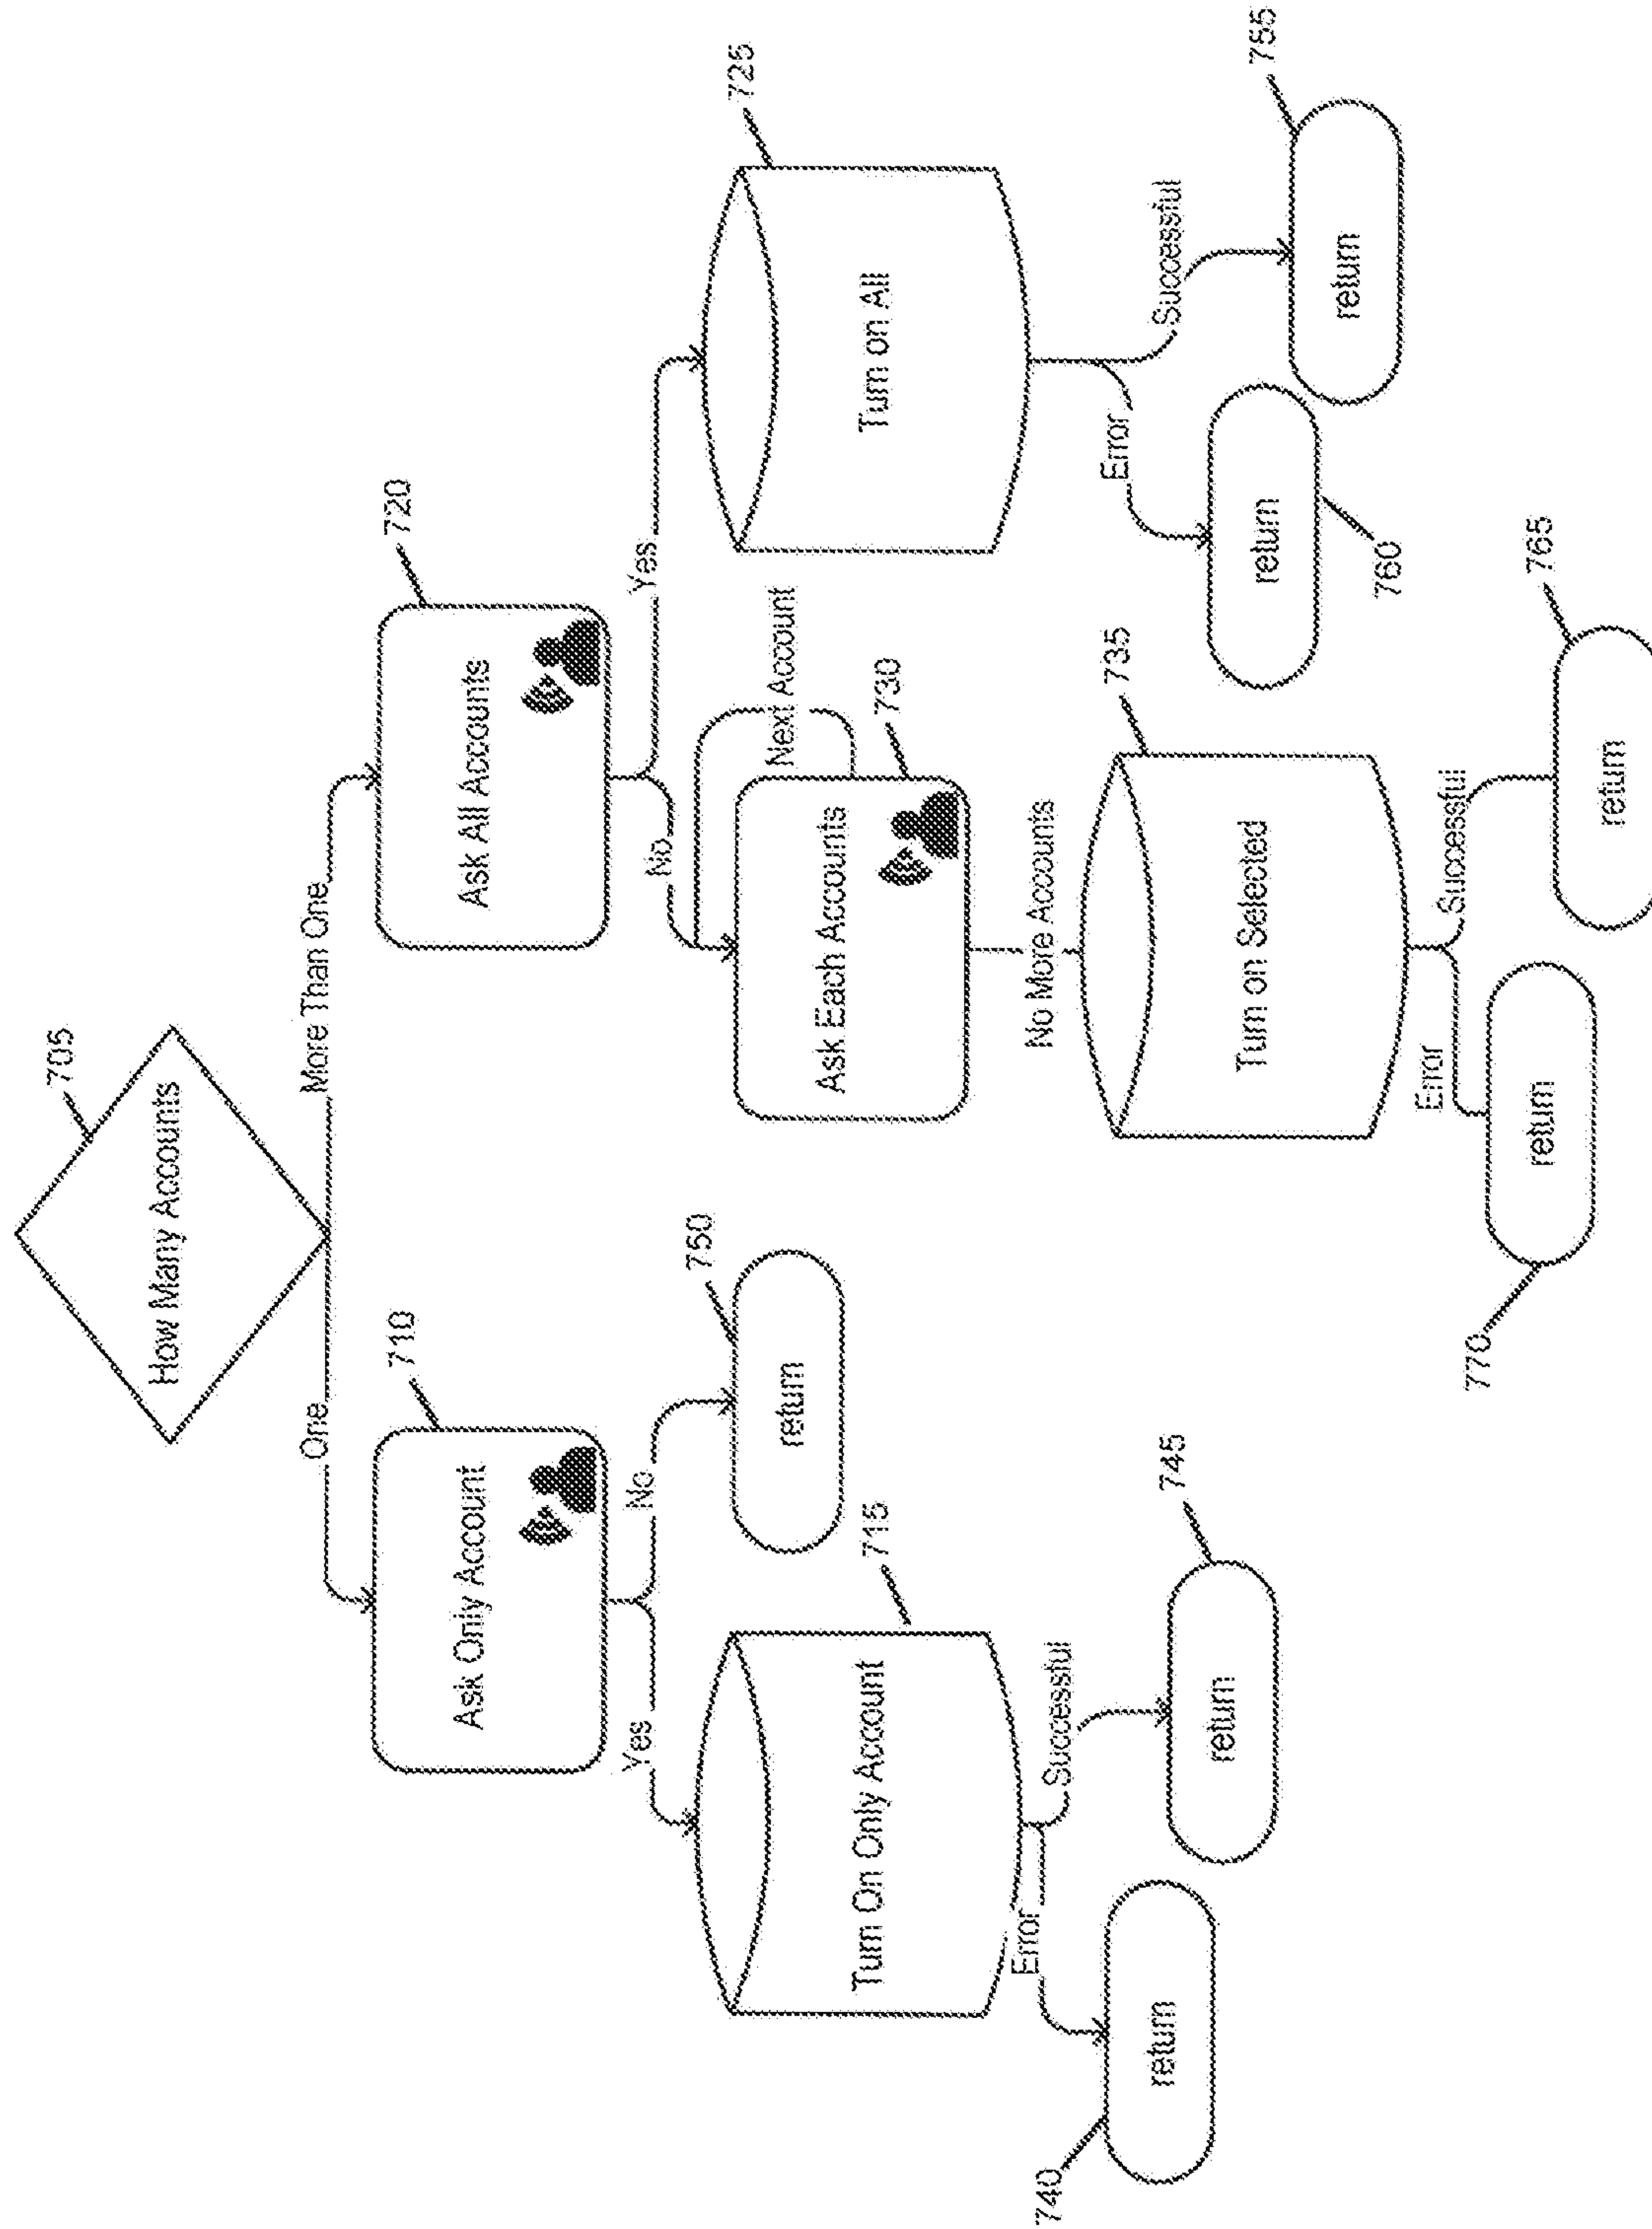 705
How Many Accounts
One
More Than One
710
Ask Only Account
720
Ask All Accounts
Yes
No
No
Yes
750
return
Next Account
730
Ask Each Accounts
725
Turn on All
715
Turn On Only Account
No More Accounts
735
Turn on Selected
Error
Successful
Error
Successful
740
return
745
return
760
return
755
return
Error
Successful
770
return
765
return